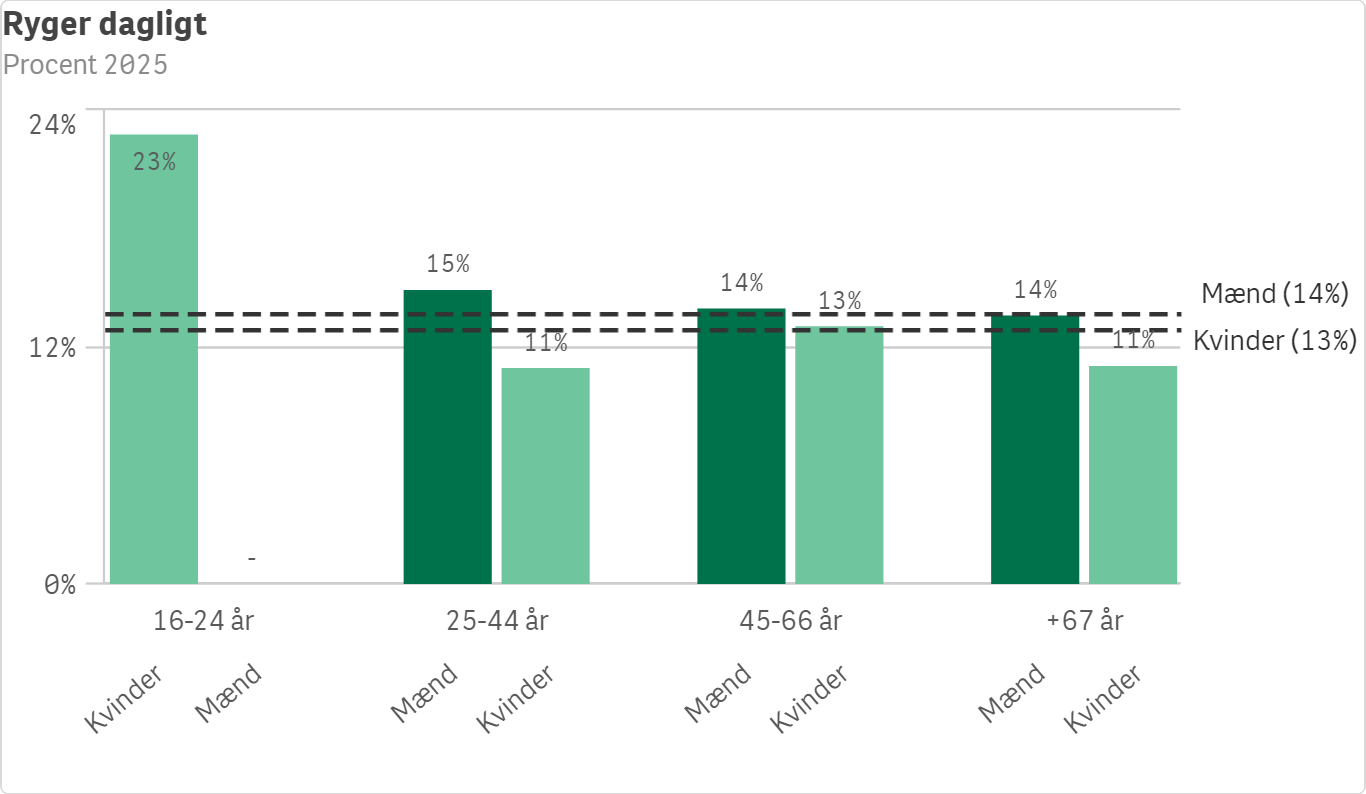 Ryger dagligt
Procent 2025
24%
23%
15%
14%
13%
14%
Mænd (14%)
12%
11%
11%
Kvinder (13%)
-
0%
16-24 år
25-44 år
45-66 år
+67 år
Kvinder
Mænd
Mænd
Kvinder
Mænd
Kvinder
Mænd
Kvinder